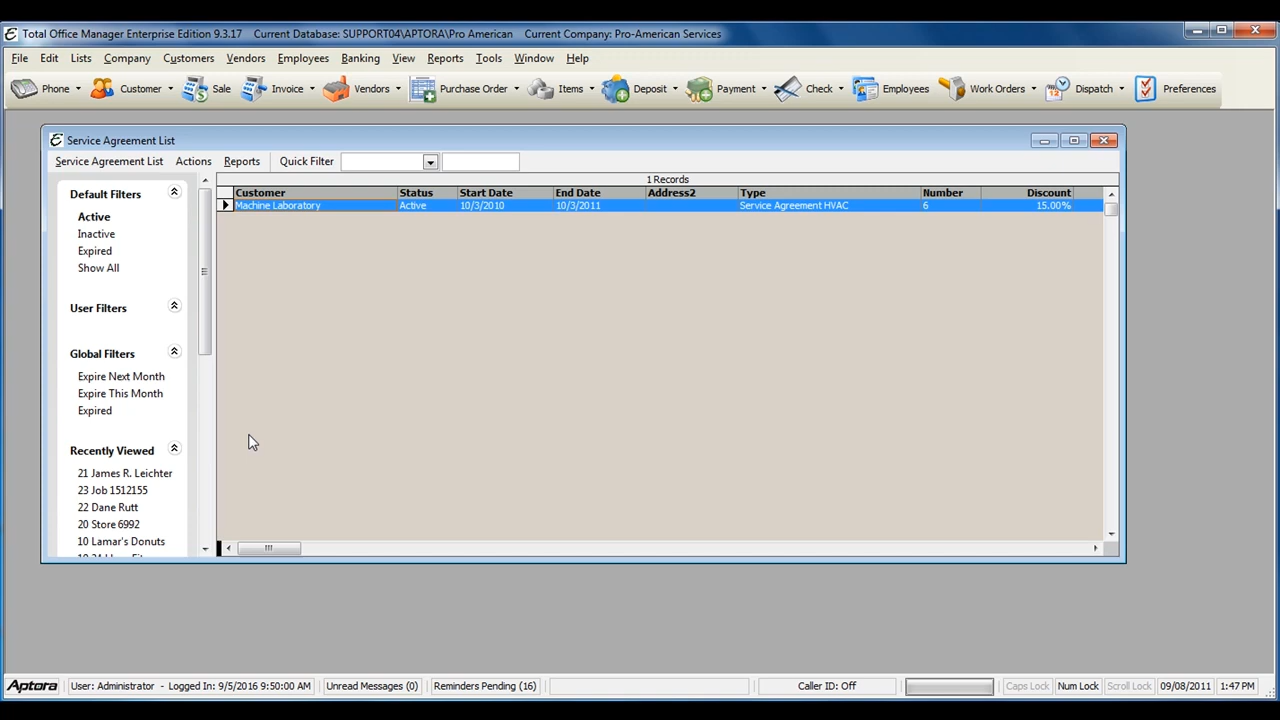 Total Office Manager Enterprise Edition 9.3.17 Current Database: SUPPORT04\APTORA\Pro American Current Company: Pro-American Services
File Edit Lists Company Customers Vendors Employees Banking View Reports Tools Window Help
Phone Customer Sale Invoice Vendors Purchase Order Items Deposit Payment Check Employees Work Orders Dispatch Preferences
Service Agreement List
Service Agreement List Actions Reports Quick Filter
1 Records
Customer Status Start Date End Date Address2 Type Number Discount
Machine Laboratory Active 10/3/2010 10/3/2011 Service Agreement HVAC 6 15.00%
Default Filters
Active
Inactive
Expired
Show All
User Filters
Global Filters
Expire Next Month
Expire This Month
Expired
Recently Viewed
21 James R. Leichter
23 Job 1512155
22 Dane Rutt
20 Store 6992
10 Lamar's Donuts
Aptora User: Administrator - Logged In: 9/5/2016 9:50:00 AM Unread Messages (0) Reminders Pending (16) Caller ID: Off Caps Lock Num Lock Scroll Lock 09/08/2011 1:47 PM